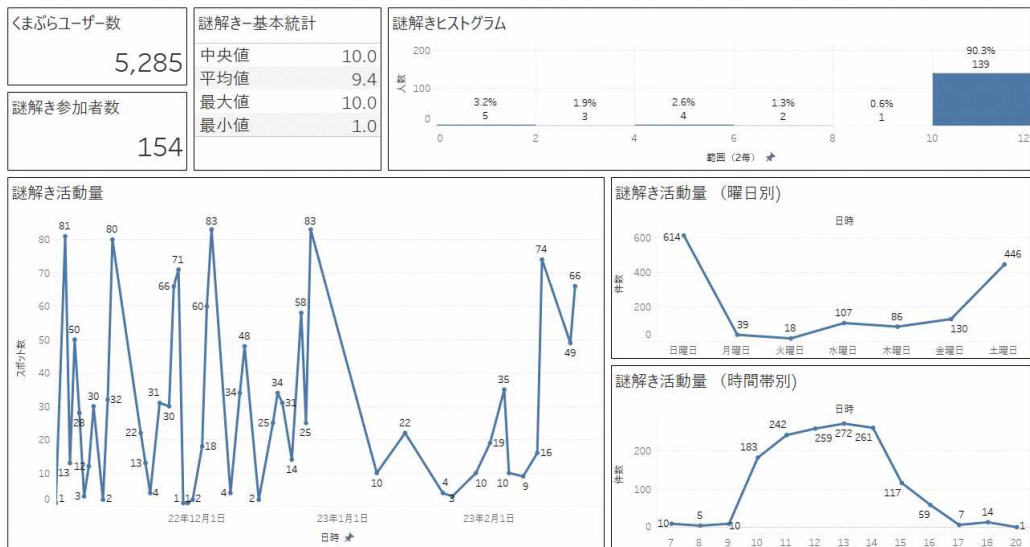 くまぶらユーザー数
5,285
謎解き参加者数
154
謎解き−基本統計
中央値 10.0
平均値 9.4
最大値 10.0
最小値 1.0
謎解きヒストグラム
人数
200
100
0
3.2%
5
1.9%
3
2.6%
4
1.3%
2
0.6%
1
90.3%
139
0 2 4 6 8 10 12
範囲（2毎）
謎解き活動量
スポット数
80
70
60
50
40
30
20
10
0
1 81 13 50 28 3 12 30 2 32 80 22 13 4 31 30 66 71 1 1 2 18 60 83 4 34 48 2 25 34 31 14 58 25 83 10 22 4 3 10 19 35 10 9 16 74 49 66
22年12月1日 23年1月1日 23年2月1日
日時
謎解き活動量 （曜日別)
日時
件数
600
400
200
0
614 39 18 107 86 130 446
日曜日 月曜日 火曜日 水曜日 木曜日 金曜日 土曜日
謎解き活動量 （時間帯別）
日時
件数
200
100
0
10 5 10 183 242 259 272 261 117 59 7 14 1
7 8 9 10 11 12 13 14 15 16 17 18 20